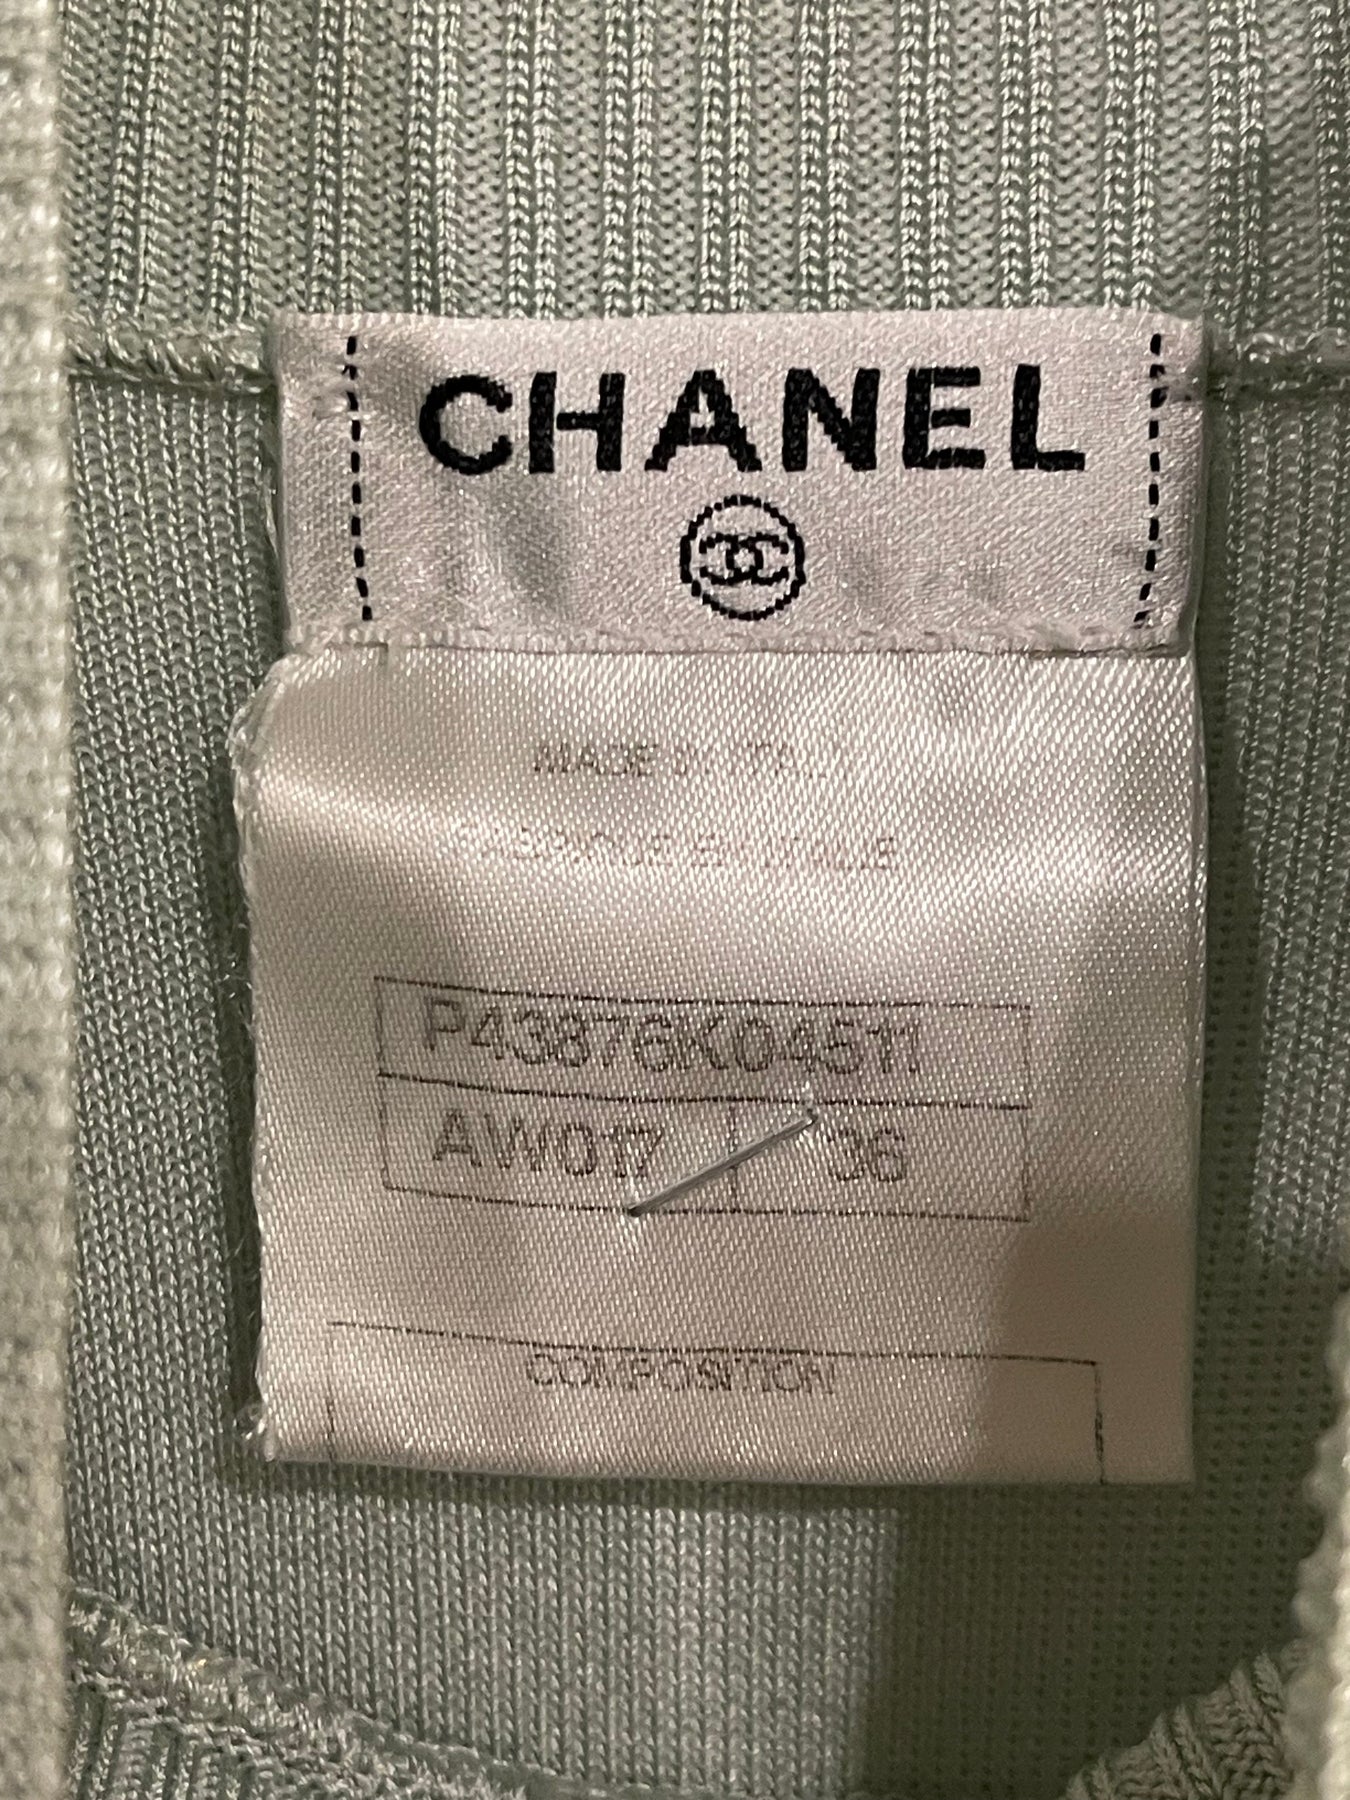 CHANEL
MADE IN ITALY
FABRIQUE EN ITALIE
P43876K04511
AW017 36
COMPOSITION